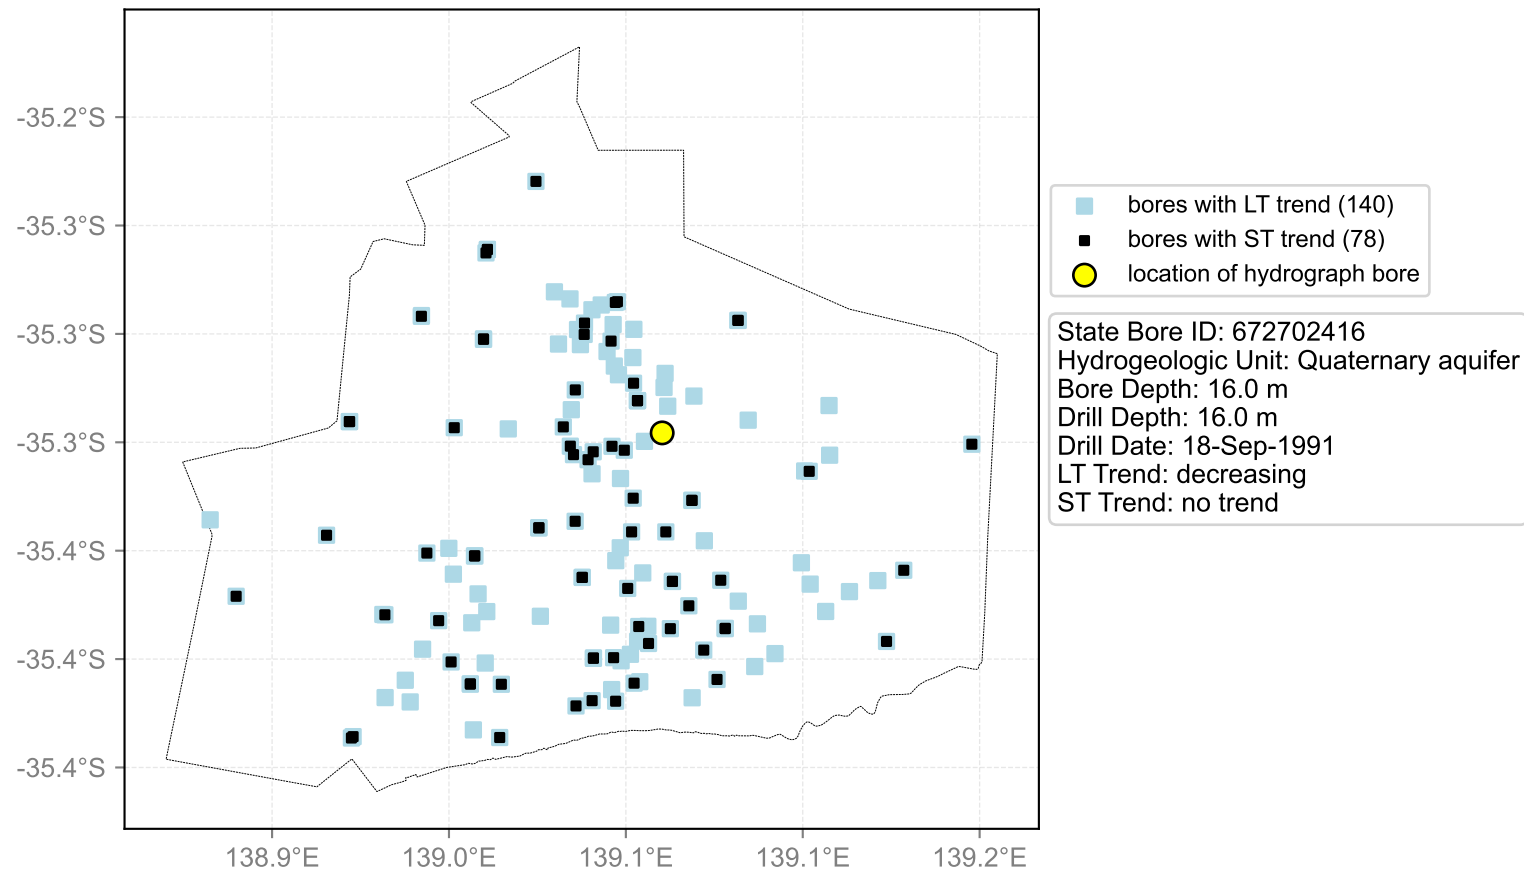 -35.2°S
-35.3°S
-35.3°S
-35.3°S
-35.4°S
-35.4°S
-35.4°S
138.9°E
139.0°E
139.1°E
139.1°E
139.2°E
bores with LT trend (140)
bores with ST trend (78)
location of hydrograph bore
State Bore ID: 672702416
Hydrogeologic Unit: Quaternary aquifer
Bore Depth: 16.0 m
Drill Depth: 16.0 m
Drill Date: 18-Sep-1991
LT Trend: decreasing
ST Trend: no trend